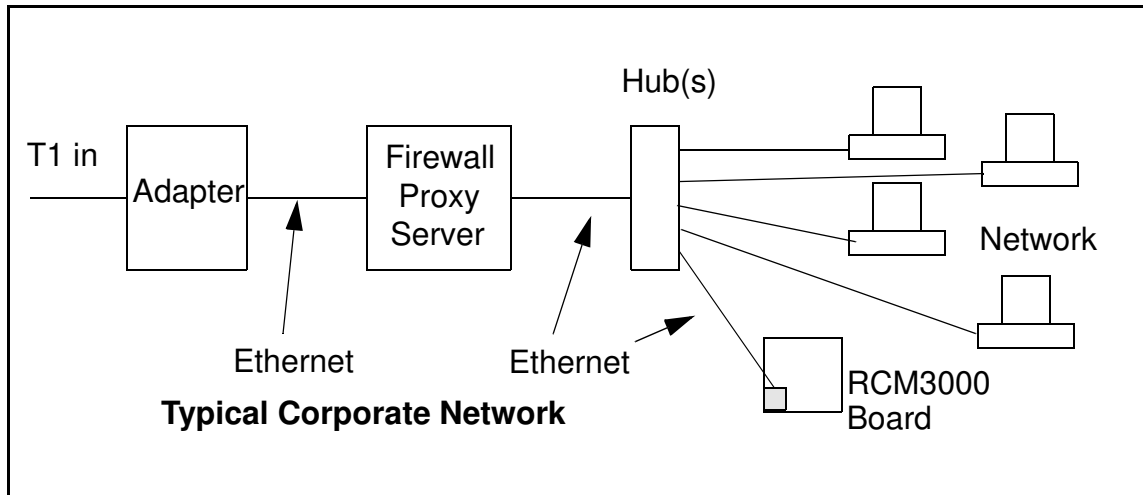 Hub(s)
T1 in
Adapter
Firewall
Proxy
Server
Network
Ethernet
Ethernet
RCM3000
Board
Typical Corporate Network